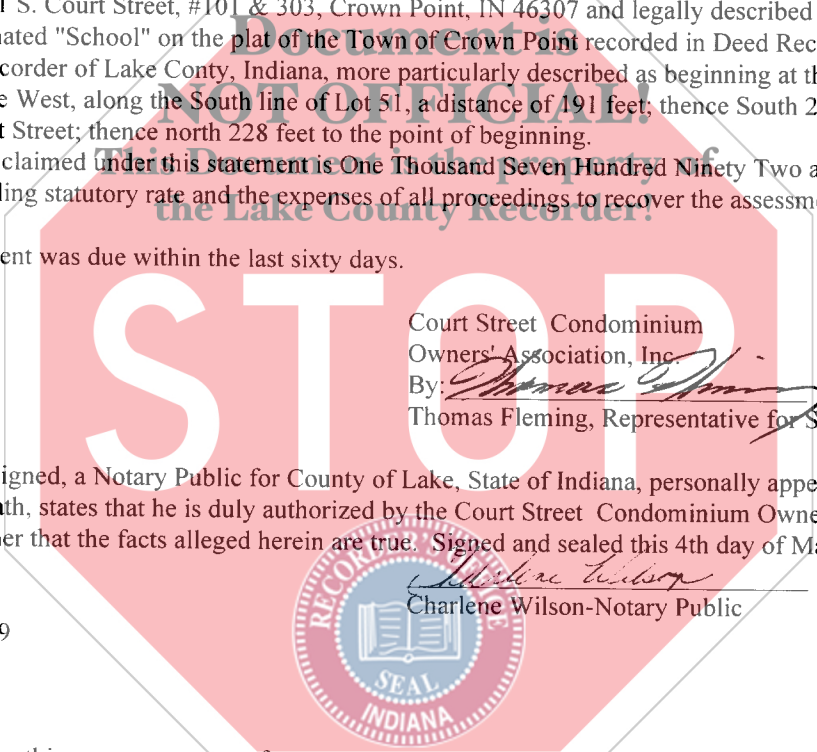 S. Court Street, #101 & 303, Crown Point, IN 46307 and legally described
nated "School" on the plat of the Town of Crown Point recorded in Deed Rec
corder of Lake Conty, Indiana, more particularly described as beginning at th
e West, along the South line of Lot 51, a distance of 191 feet; thence South 2
t Street; thence north 228 feet to the point of beginning.
claimed under this statement is One Thousand Seven Hundred Ninety Two a
ling statutory rate and the expenses of all proceedings to recover the assessm
ent was due within the last sixty days.
Document is
NOT OFFICIAL!
This Document is the property of
the Lake County Recorder!
STOP
Court Street Condominium
Owners' Association, Inc.
By: Thomas Fleming
Thomas Fleming, Representative for S
igned, a Notary Public for County of Lake, State of Indiana, personally appe
ath, states that he is duly authorized by the Court Street Condominium Owne
er that the facts alleged herein are true. Signed and sealed this 4th day of Ma
Charlene Wilson
Charlene Wilson-Notary Public
9
RECORDER'S OFFICE
SEAL
INDIANA